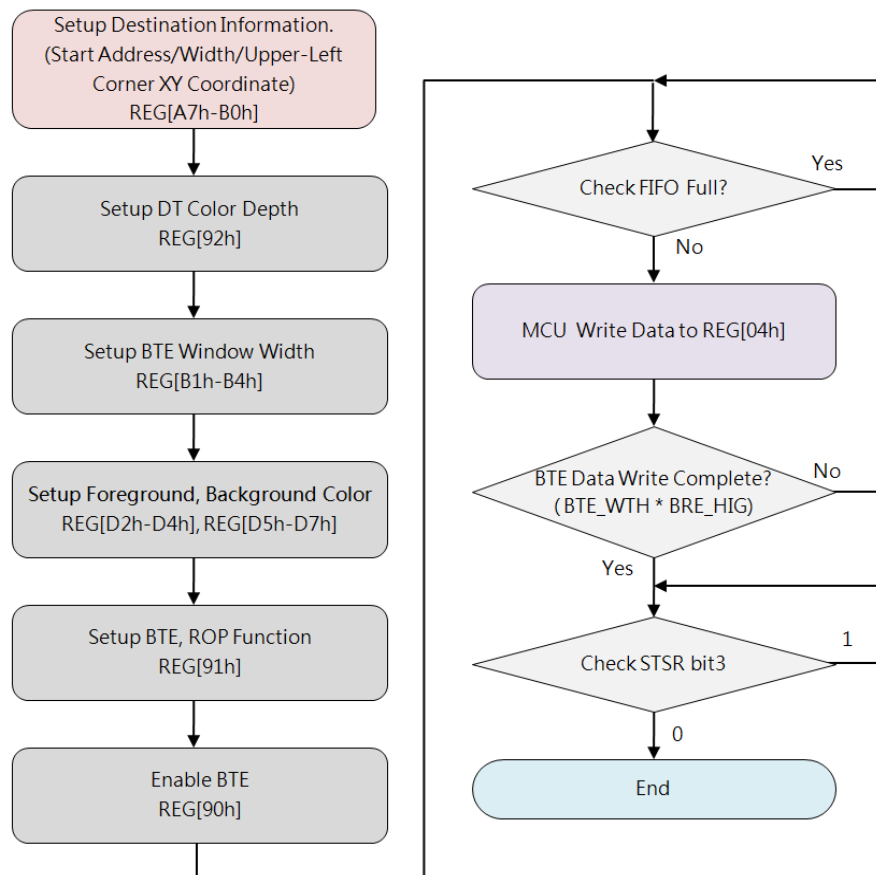 Setup Destination Information.
(Start Address/Width/Upper-Left
Corner XY Coordinate)
REG[A7h-B0h]
Setup DT Color Depth
REG[92h]
Setup BTE Window Width
REG[B1h-B4h]
Setup Foreground, Background Color
REG[D2h-D4h], REG[D5h-D7h]
Setup BTE, ROP Function
REG[91h]
Enable BTE
REG[90h]
Check FIFO Full?
Yes
No
MCU Write Data to REG[04h]
BTE Data Write Complete?
( BTE_WTH * BRE_HIG)
No
Yes
Check STSR bit3
1
0
End